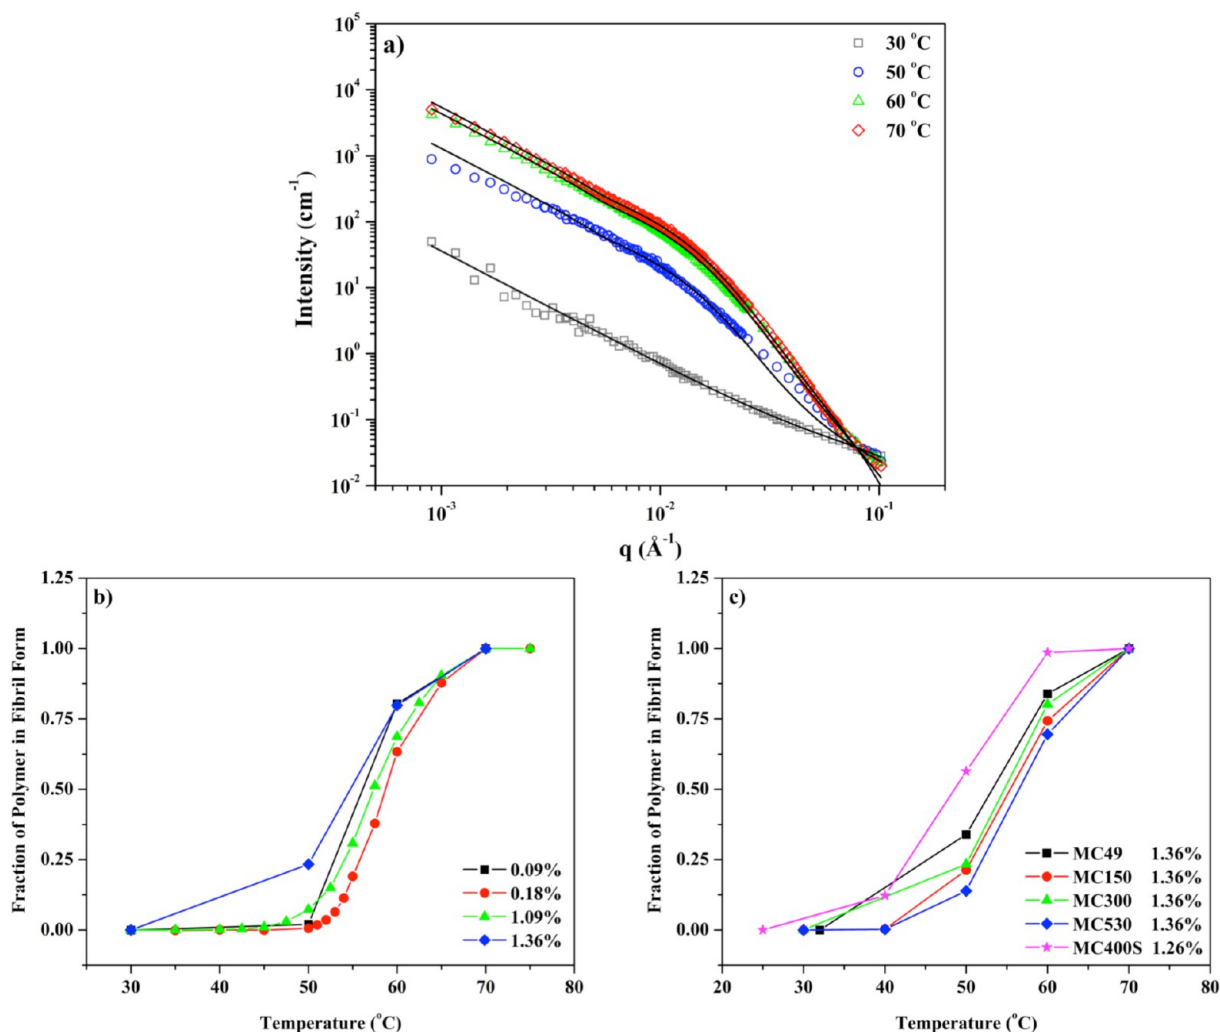 a)
30 °C
50 °C
60 °C
70 °C
10⁵
10⁴
10³
10²
10¹
10⁰
10⁻¹
10⁻²
Intensity (cm⁻¹)
10⁻³ 10⁻² 10⁻¹
q (Å⁻¹)
b)
1.25
1.00
0.75
0.50
0.25
0.00
Fraction of Polymer in Fibril Form
0.09%
0.18%
1.09%
1.36%
30 40 50 60 70 80
Temperature (°C)
c)
1.25
1.00
0.75
0.50
0.25
0.00
Fraction of Polymer in Fibril Form
MC49 1.36%
MC150 1.36%
MC300 1.36%
MC530 1.36%
MC400S 1.26%
20 30 40 50 60 70 80
Temperature (°C)